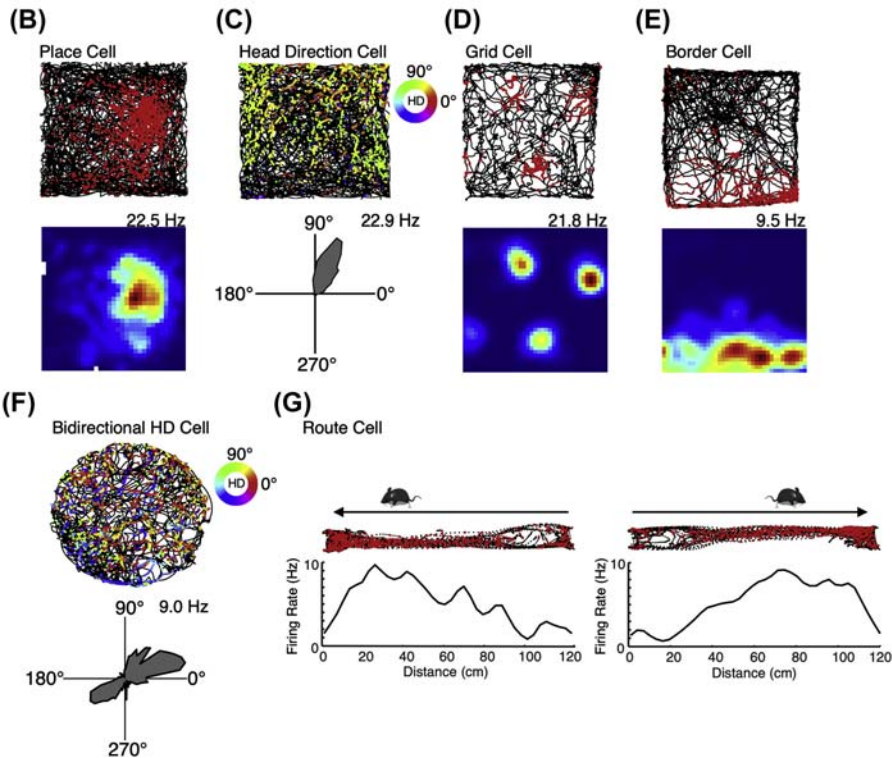 (B)
Place Cell
22.5 Hz
(C)
Head Direction Cell
90°
HD
0°
22.9 Hz
90°
180°
0°
270°
(D)
Grid Cell
21.8 Hz
(E)
Border Cell
9.5 Hz
(F)
Bidirectional HD Cell
90°
HD
0°
90°
9.0 Hz
180°
0°
270°
(G)
Route Cell
Firing Rate (Hz)
10
0
0 20 40 60 80 100 120
Distance (cm)
Firing Rate (Hz)
10
0
0 20 40 60 80 100 120
Distance (cm)